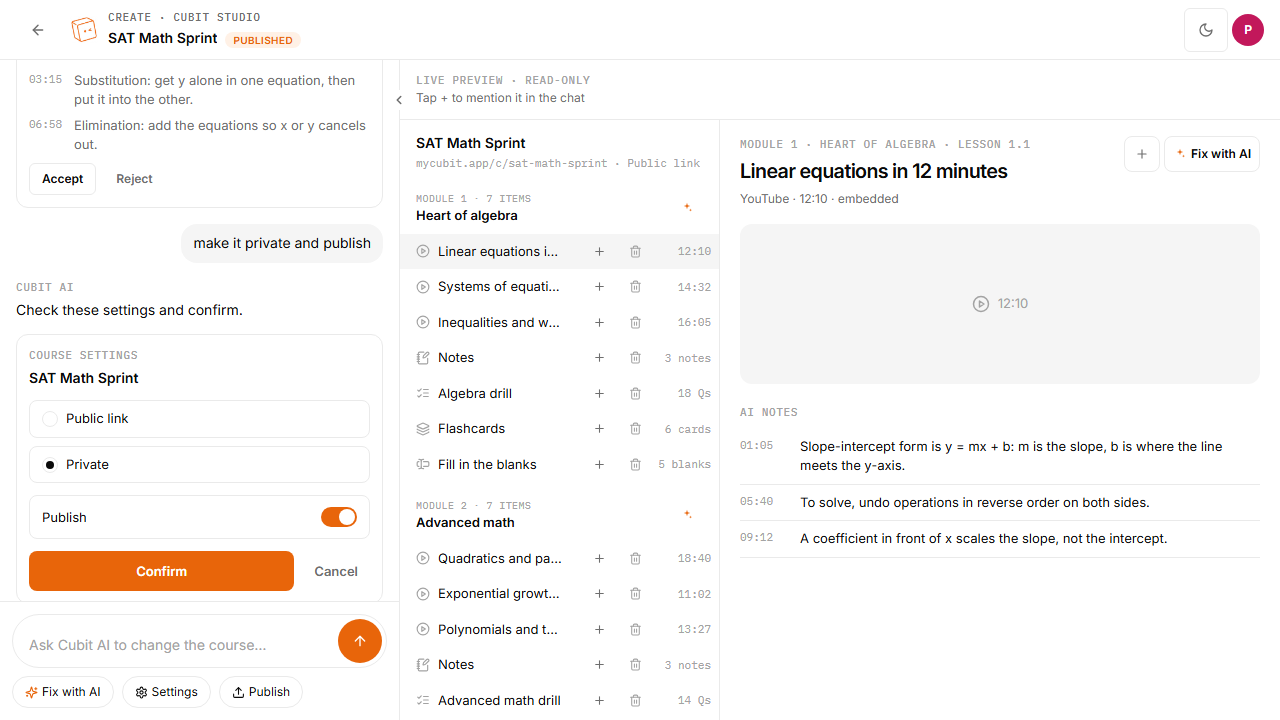 CREATE · CUBIT STUDIO
SAT Math Sprint PUBLISHED
P
03:15 Substitution: get y alone in one equation, then
put it into the other.
06:58 Elimination: add the equations so x or y cancels
out.
Accept Reject
make it private and publish
CUBIT AI
Check these settings and confirm.
COURSE SETTINGS
SAT Math Sprint
Public link
Private
Publish
Confirm Cancel
Ask Cubit AI to change the course...
Fix with AI Settings Publish
LIVE PREVIEW · READ-ONLY
Tap + to mention it in the chat
SAT Math Sprint
mycubit.app/c/sat-math-sprint · Public link
MODULE 1 · 7 ITEMS
Heart of algebra
Linear equations i... 12:10
Systems of equati... 14:32
Inequalities and w... 16:05
Notes 3 notes
Algebra drill 18 Qs
Flashcards 6 cards
Fill in the blanks 5 blanks
MODULE 2 · 7 ITEMS
Advanced math
Quadratics and pa... 18:40
Exponential growt... 11:02
Polynomials and t... 13:27
Notes 3 notes
Advanced math drill 14 Qs
MODULE 1 · HEART OF ALGEBRA · LESSON 1.1
Linear equations in 12 minutes
YouTube · 12:10 · embedded
Fix with AI
12:10
AI NOTES
01:05 Slope-intercept form is y = mx + b: m is the slope, b is where the line
meets the y-axis.
05:40 To solve, undo operations in reverse order on both sides.
09:12 A coefficient in front of x scales the slope, not the intercept.